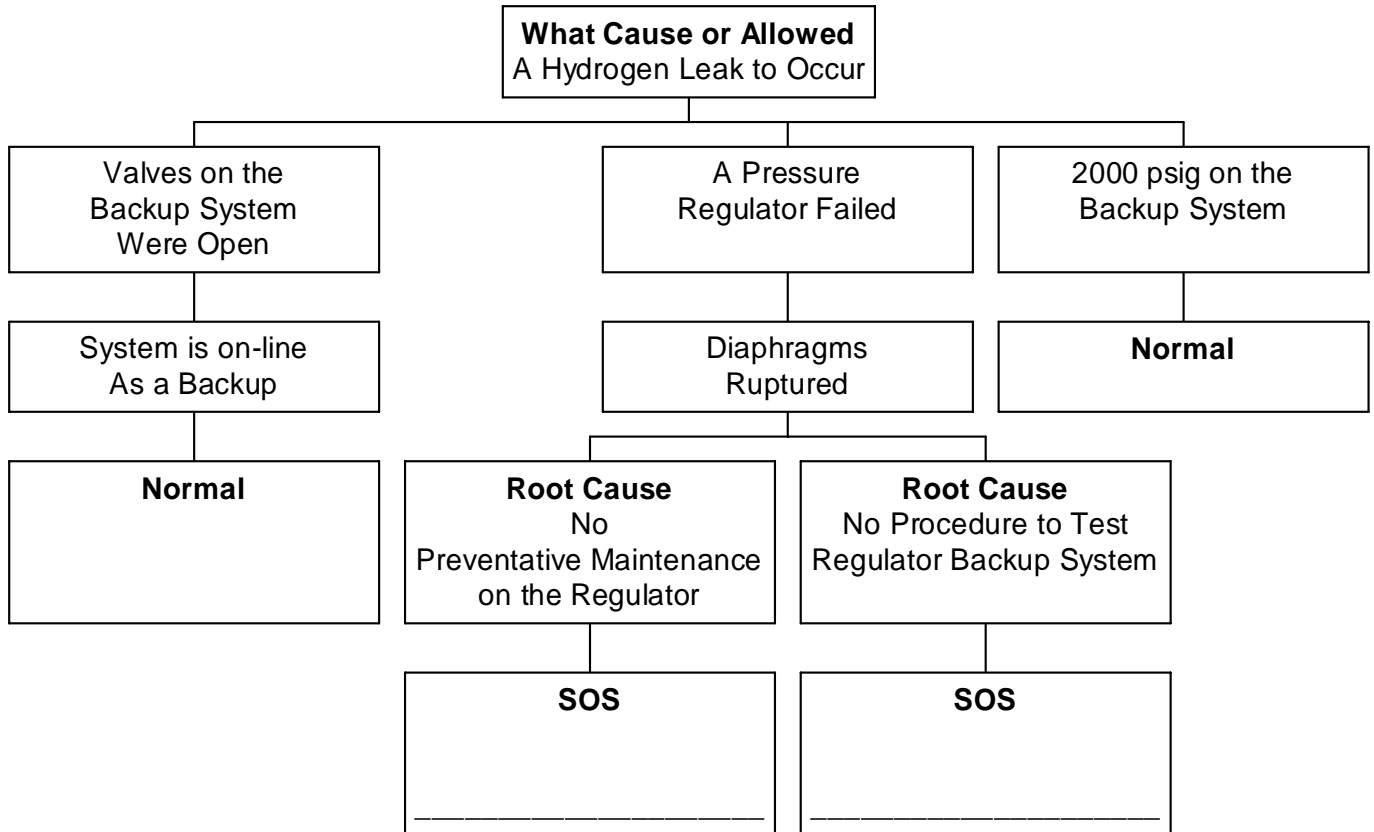 What Cause or Allowed
A Hydrogen Leak to Occur
Valves on the
Backup System
Were Open
A Pressure
Regulator Failed
2000 psig on the
Backup System
System is on-line
As a Backup
Diaphragms
Ruptured
Normal
Normal
Root Cause
No
Preventative Maintenance
on the Regulator
Root Cause
No Procedure to Test
Regulator Backup System
SOS
_____________________
SOS
_____________________